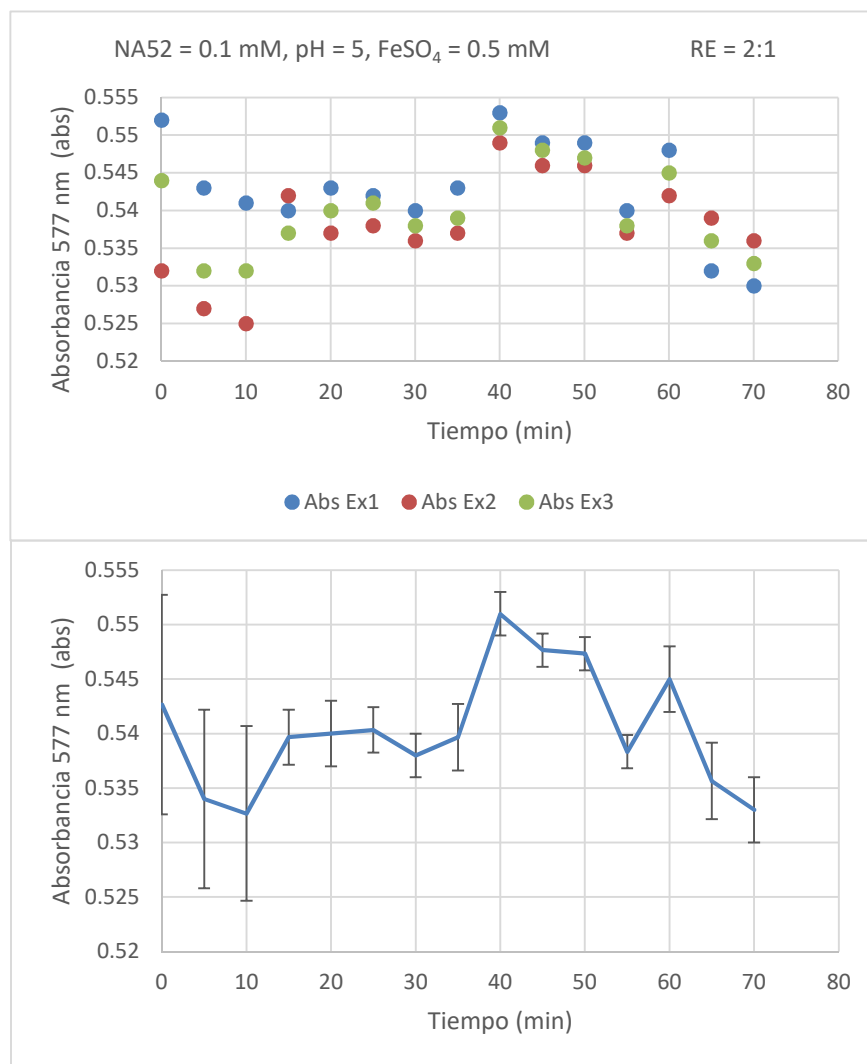 NA52 = 0.1 mM, pH = 5, FeSO₄ = 0.5 mM RE = 2:1
0.555
0.55
0.545
0.54
0.535
0.53
0.525
0.52
0 10 20 30 40 50 60 70 80
Absorbancia 577 nm (abs)
Tiempo (min)
Abs Ex1 Abs Ex2 Abs Ex3
0.555
0.55
0.545
0.54
0.535
0.53
0.525
0.52
0 10 20 30 40 50 60 70 80
Absorbancia 577 nm (abs)
Tiempo (min)